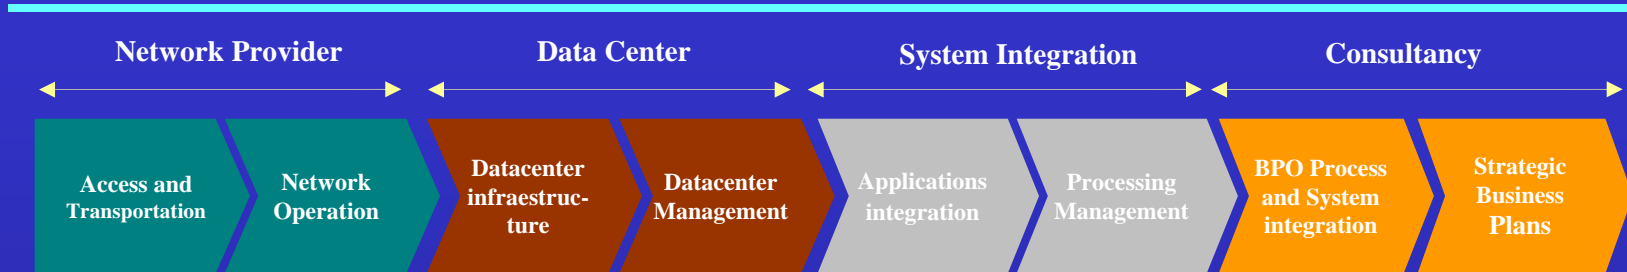 Network Provider
Data Center
System Integration
Consultancy
Access and
Transportation
Network
Operation
Datacenter
infraestruc-
ture
Datacenter
Management
Applications
integration
Processing
Management
BPO Process
and System
integration
Strategic
Business
Plans